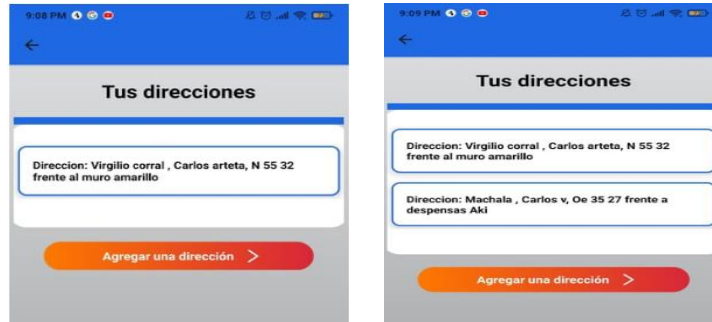 9:08 PM
Tus direcciones
Direccion: Virgilio corral , Carlos arteta, N 55 32
frente al muro amarillo
Agregar una dirección
9:09 PM
Tus direcciones
Direccion: Virgilio corral , Carlos arteta, N 55 32
frente al muro amarillo
Direccion: Machala , Carlos v, Oe 35 27 frente a
despensas Aki
Agregar una dirección